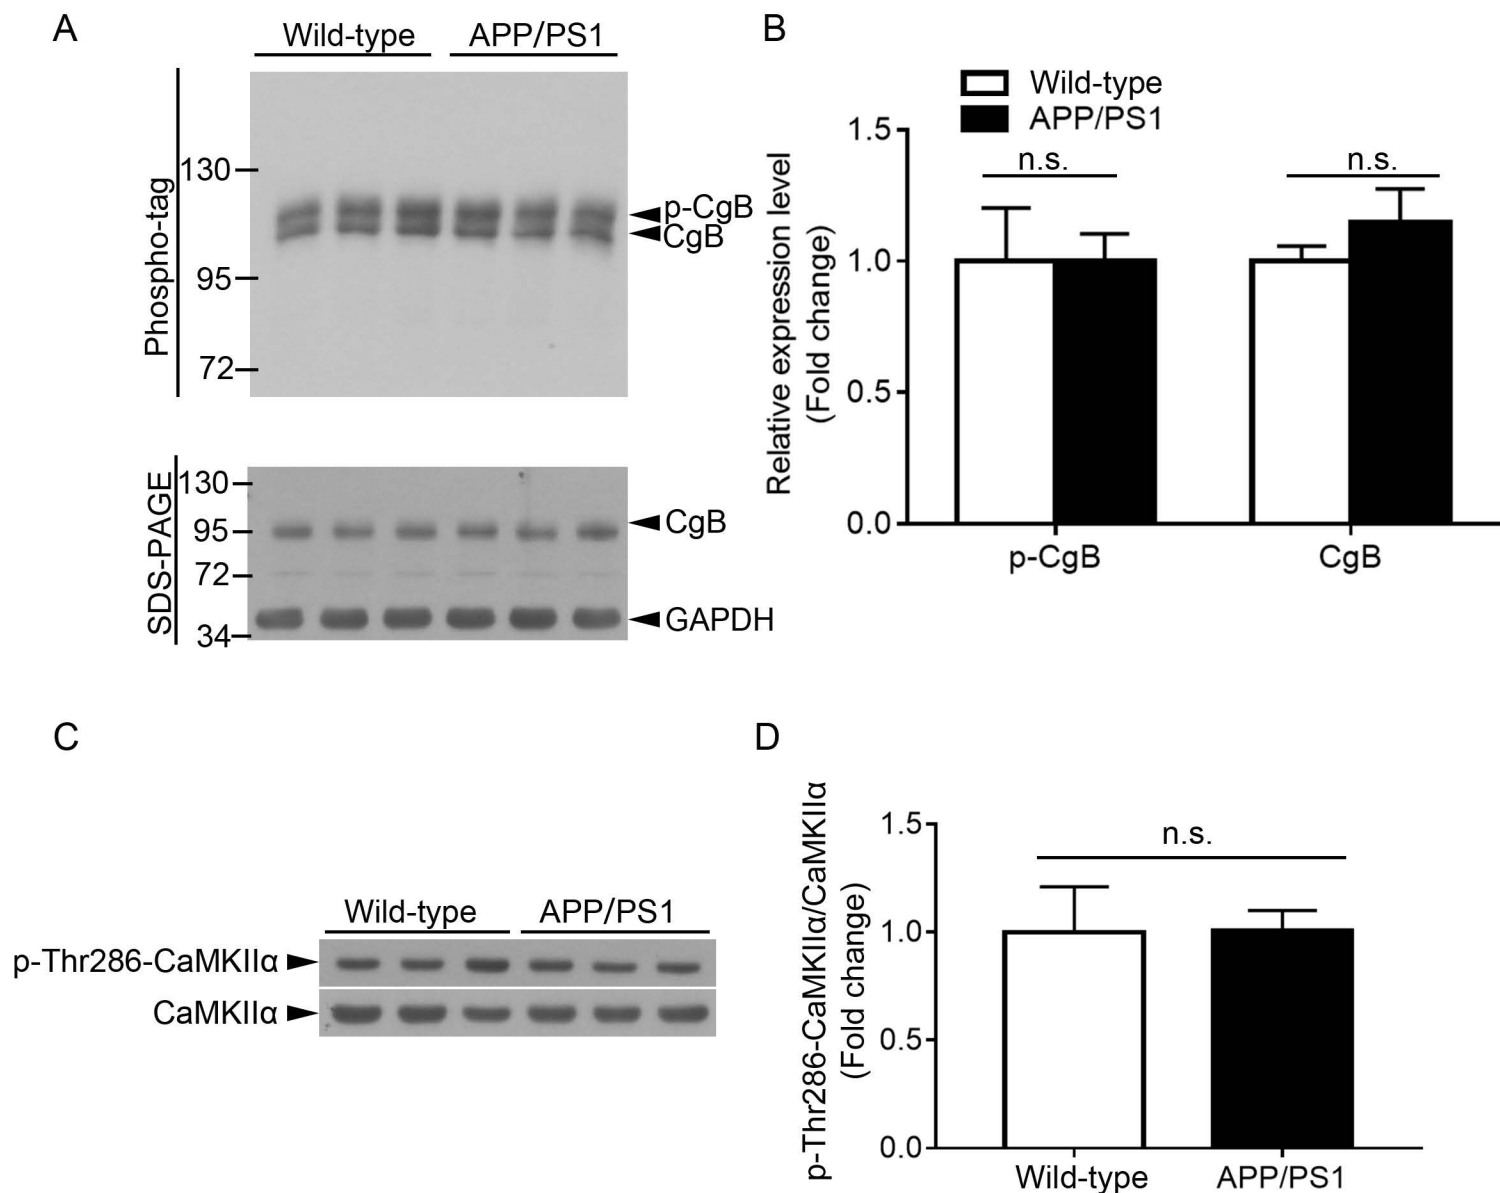 A
Wild-type
APP/PS1
Phospho-tag
130
95
72
p-CgB
CgB
SDS-PAGE
130
95
72
34
CgB
GAPDH
B
Wild-type
APP/PS1
Relative expression level
(Fold change)
1.5
1.0
0.5
0.0
n.s.
n.s.
p-CgB
CgB
C
Wild-type
APP/PS1
p-Thr286-CaMKIIα
CaMKIIα
D
p-Thr286-CaMKIIα/CaMKIIα
(Fold change)
1.5
1.0
0.5
0.0
n.s.
Wild-type
APP/PS1